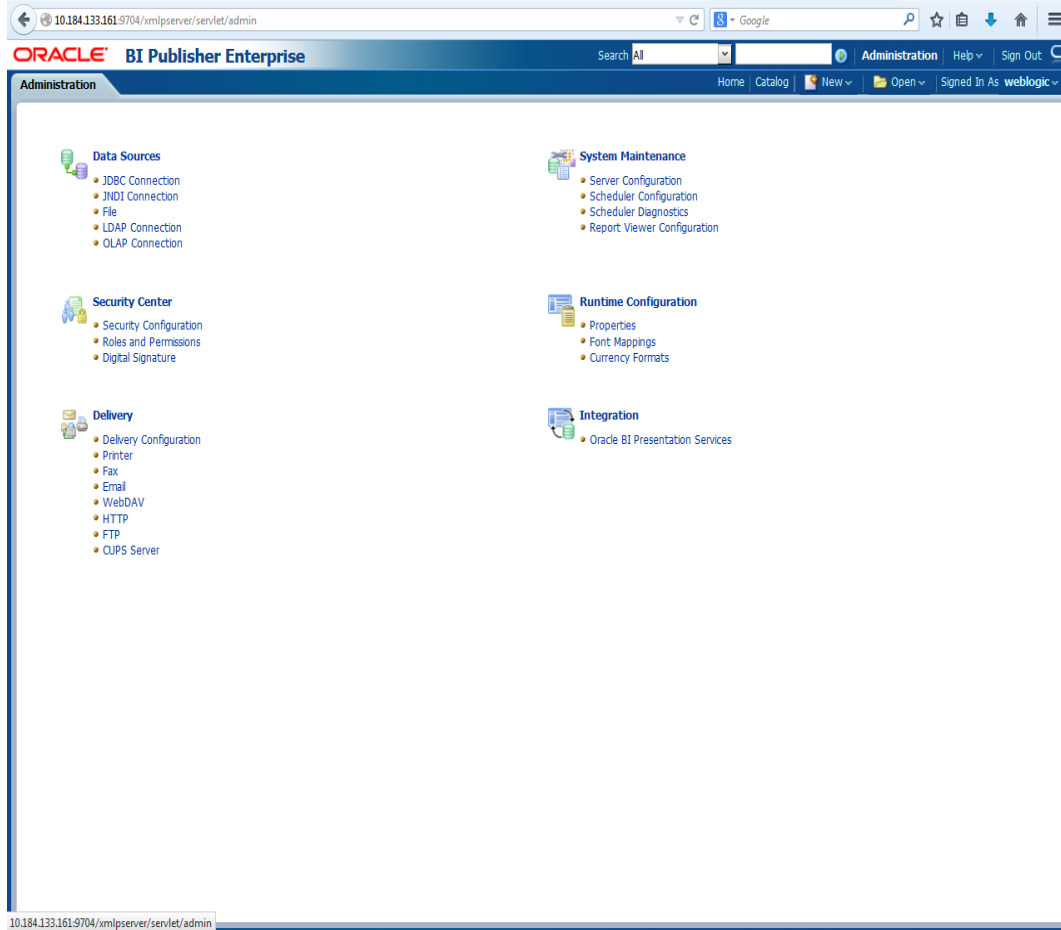 10.184.133.161:9704/xmlpserver/servlet/admin
Google
ORACLE BI Publisher Enterprise
Search All
Administration Help Sign Out
Administration
Home Catalog New Open Signed In As weblogic
Data Sources
JDBC Connection
JNDI Connection
File
LDAP Connection
OLAP Connection
System Maintenance
Server Configuration
Scheduler Configuration
Scheduler Diagnostics
Report Viewer Configuration
Security Center
Security Configuration
Roles and Permissions
Digital Signature
Runtime Configuration
Properties
Font Mappings
Currency Formats
Delivery
Delivery Configuration
Printer
Fax
Email
WebDAV
HTTP
FTP
CUPS Server
Integration
Oracle BI Presentation Services
10.184.133.161:9704/xmlpserver/servlet/admin